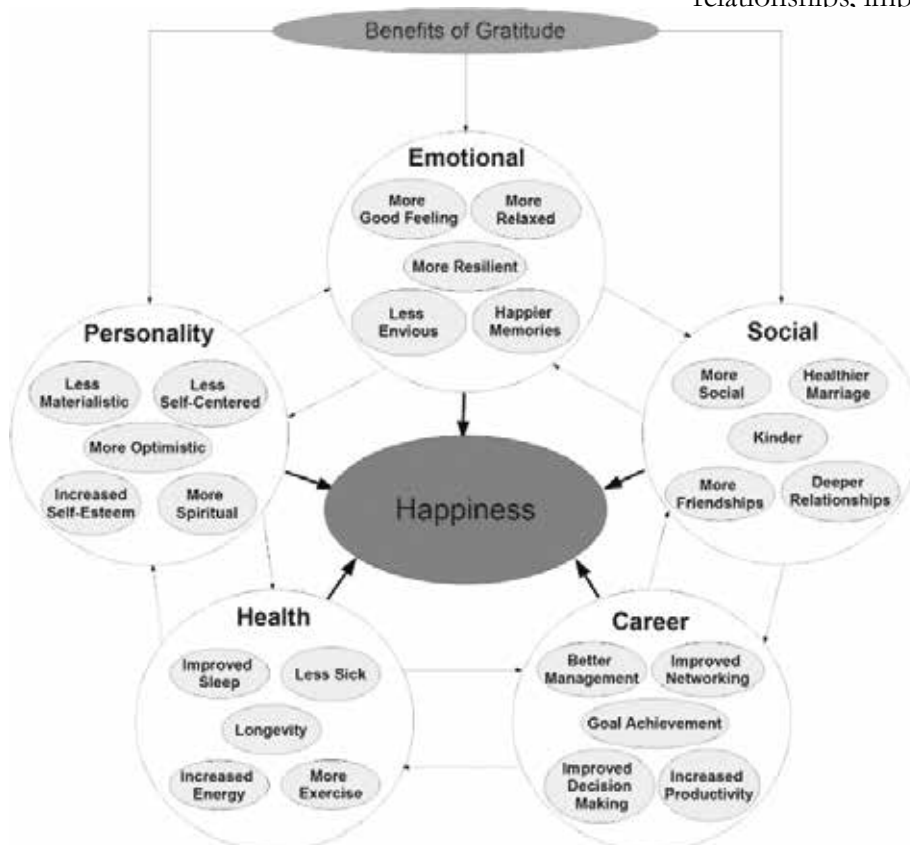 relationships, imp
Benefits of Gratitude
Emotional
More
Good Feeling
More
Relaxed
More Resilient
Less
Envious
Happier
Memories
Personality
Less
Materialistic
Less
Self-Centered
More Optimistic
Increased
Self-Esteem
More
Spiritual
Social
More
Social
Healthier
Marriage
Kinder
More
Friendships
Deeper
Relationships
Happiness
Health
Improved
Sleep
Less Sick
Longevity
Increased
Energy
More
Exercise
Career
Better
Management
Improved
Networking
Goal Achievement
Improved
Decision
Making
Increased
Productivity